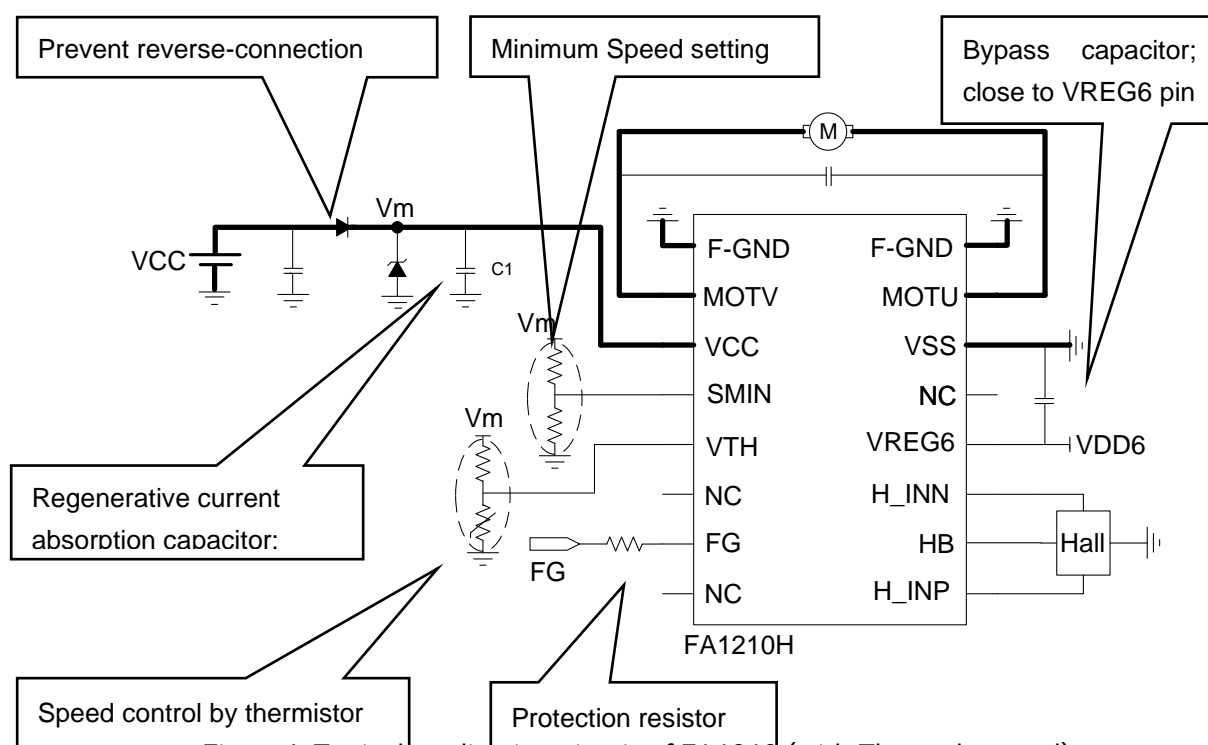 Prevent reverse-connection
Minimum Speed setting
Bypass capacitor;
close to VREG6 pin
M
Vm
VCC
C1
Vm
Vm
F-GND
MOTV
VCC
SMIN
VTH
NC
FG
NC
F-GND
MOTU
VSS
NC
VREG6
H_INN
HB
H_INP
VDD6
Hall
FG
FA1210H
Regenerative current
absorption capacitor;
Speed control by thermistor
Protection resistor